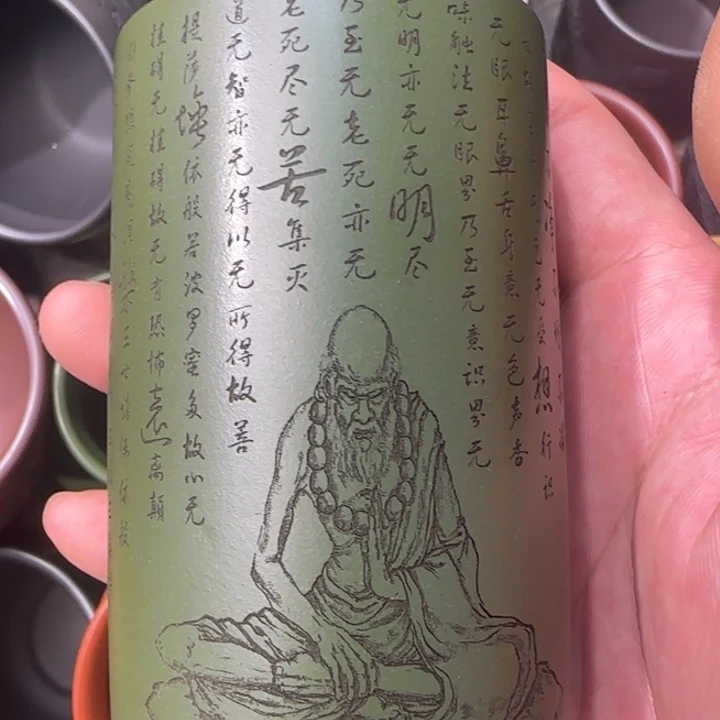 想行识
无眼耳鼻舌身意无色声香
味触法无眼界乃至无意识界无
无明亦无无明尽
乃至无老死亦无
老死尽无苦集灭
道无智亦无得以无所得故菩
提萨埵依般若波罗蜜多故心无
挂碍无挂碍故无有恐怖远离颠